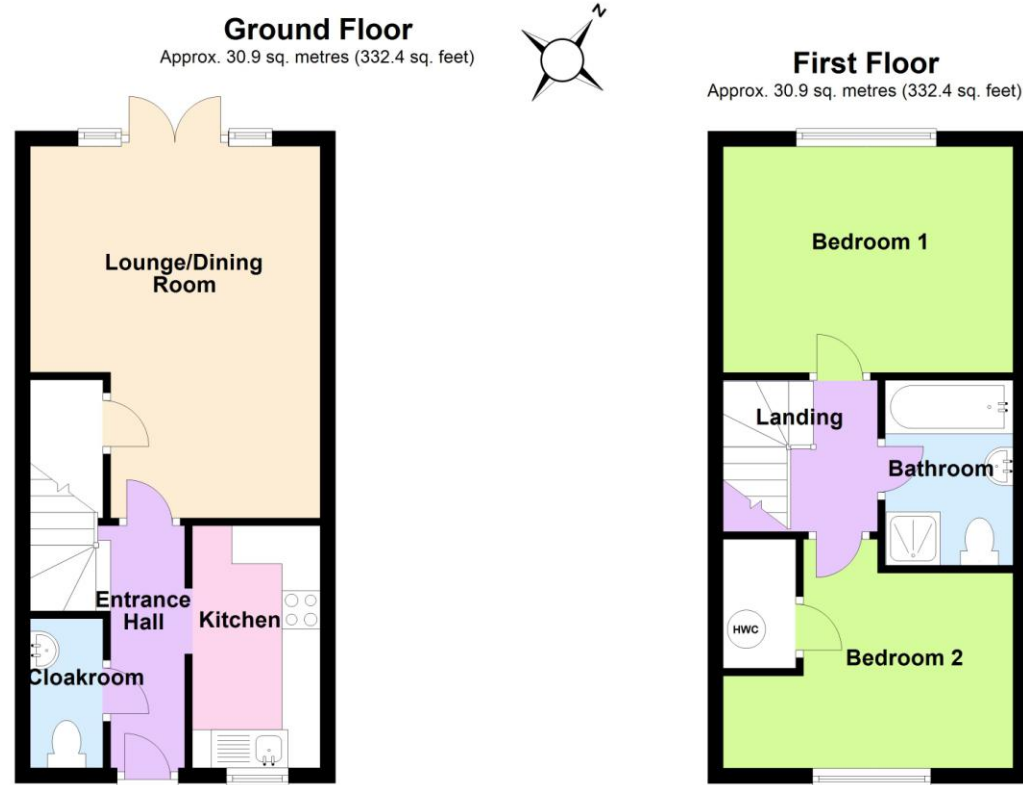 Ground Floor
Approx. 30.9 sq. metres (332.4 sq. feet)
N
Lounge/Dining
Room
Entrance
Hall
Kitchen
Cloakroom
First Floor
Approx. 30.9 sq. metres (332.4 sq. feet)
Bedroom 1
Landing
Bathroom
HWC
Bedroom 2